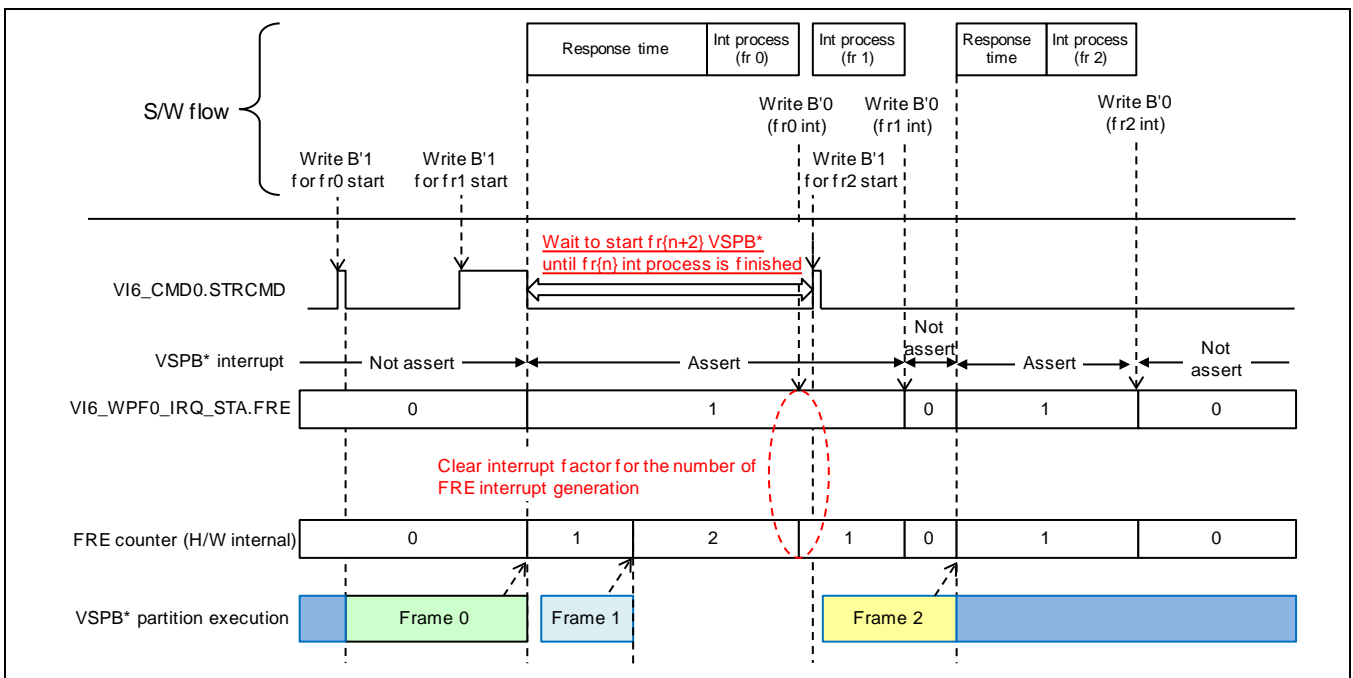 Response time
Int process
(fr 0)
Int process
(fr 1)
Response
time
Int process
(fr 2)
S/W flow
Write B'0
(fr0 int)
Write B'0
(fr1 int)
Write B'0
(fr2 int)
Write B'1
for fr0 start
Write B'1
for fr1 start
Write B'1
for fr2 start
Wait to start fr{n+2} VSPB*
until fr{n} int process is finished
VI6_CMD0.STRCMD
VSPB* interrupt
Not assert
Assert
Not
assert
Assert
Not
assert
VI6_WPF0_IRQ_STA.FRE
0
1
0
1
0
Clear interrupt factor for the number of
FRE interrupt generation
FRE counter (H/W internal)
0
1
2
1
0
1
0
VSPB* partition execution
Frame 0
Frame 1
Frame 2